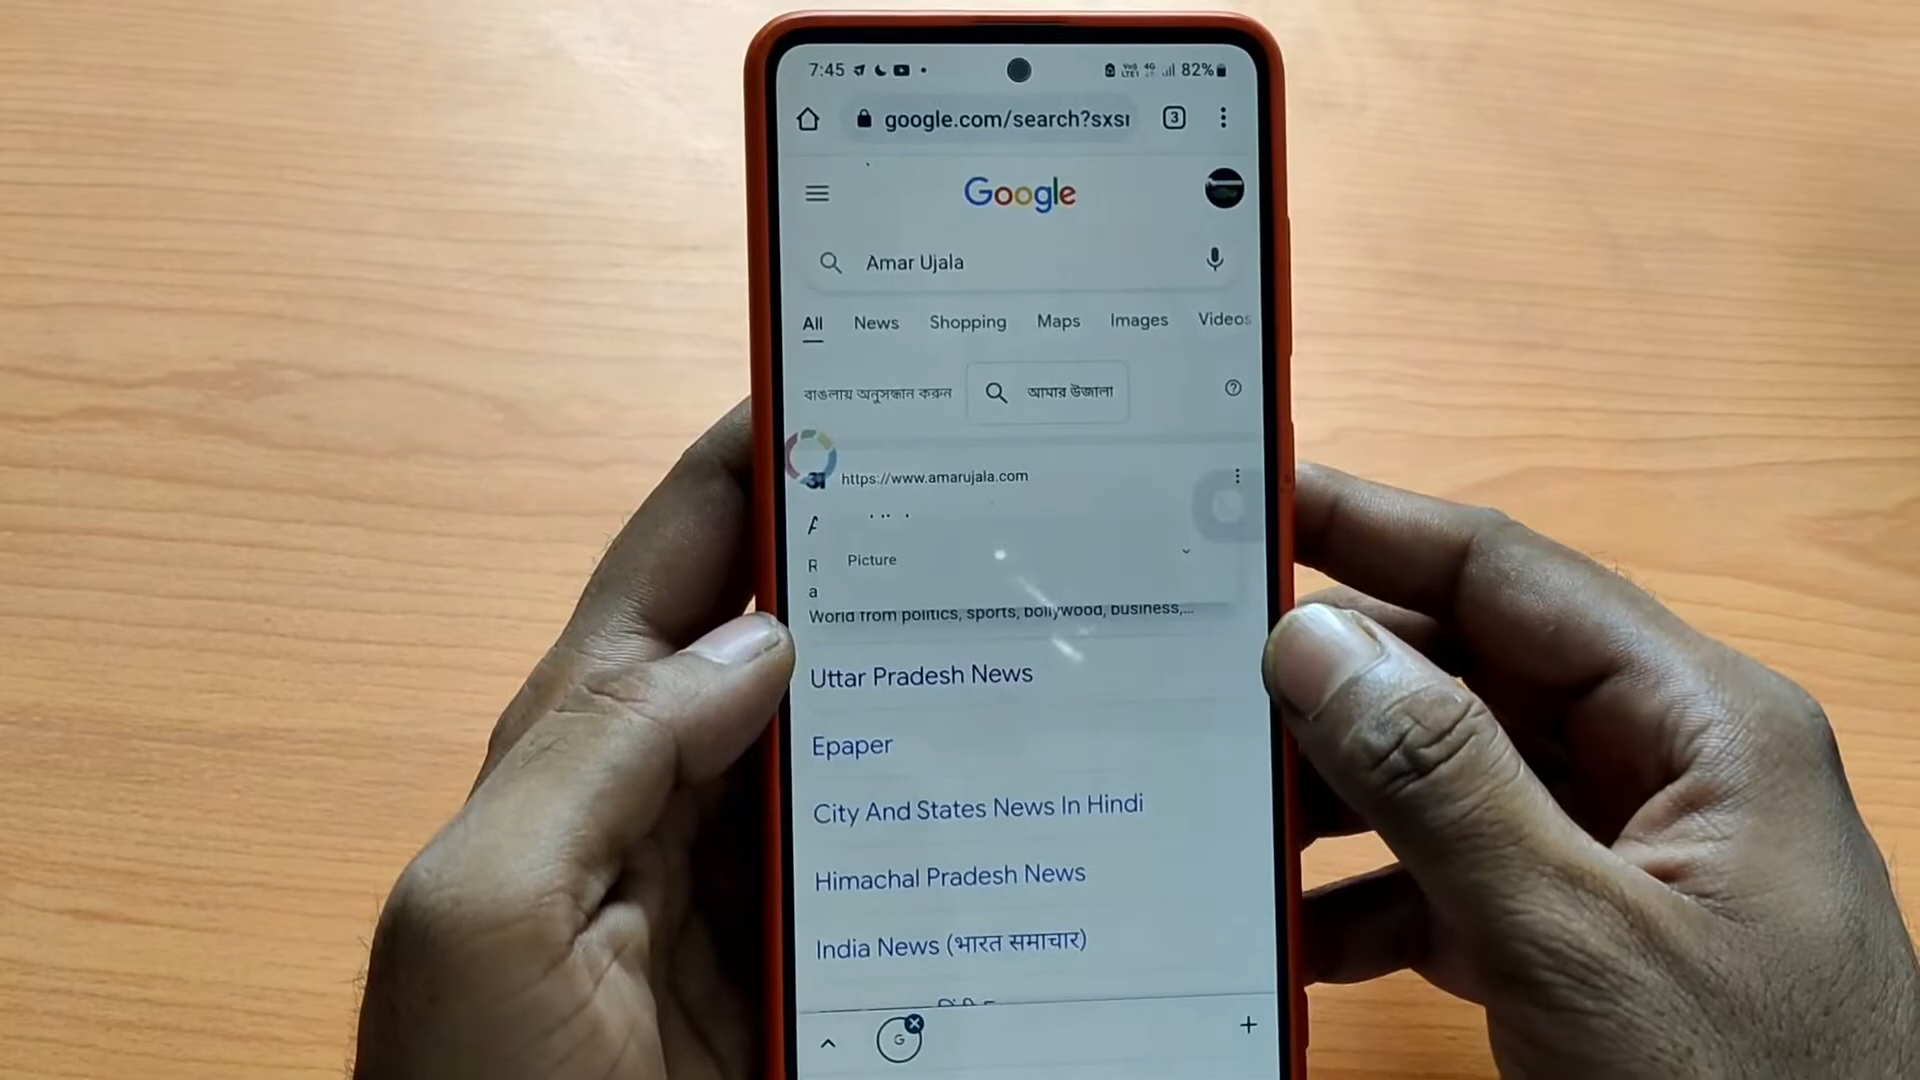 7:45 82%
google.com/search?sxsr
3
Google
Amar Ujala
All News Shopping Maps Images Videos
বাঙলায় অনুসন্ধান করুন আমার উজালা
https://www.amarujala.com
Picture
World from politics, sports, bollywood, business,...
Uttar Pradesh News
Epaper
City And States News In Hindi
Himachal Pradesh News
India News (भारत समाचार)
G